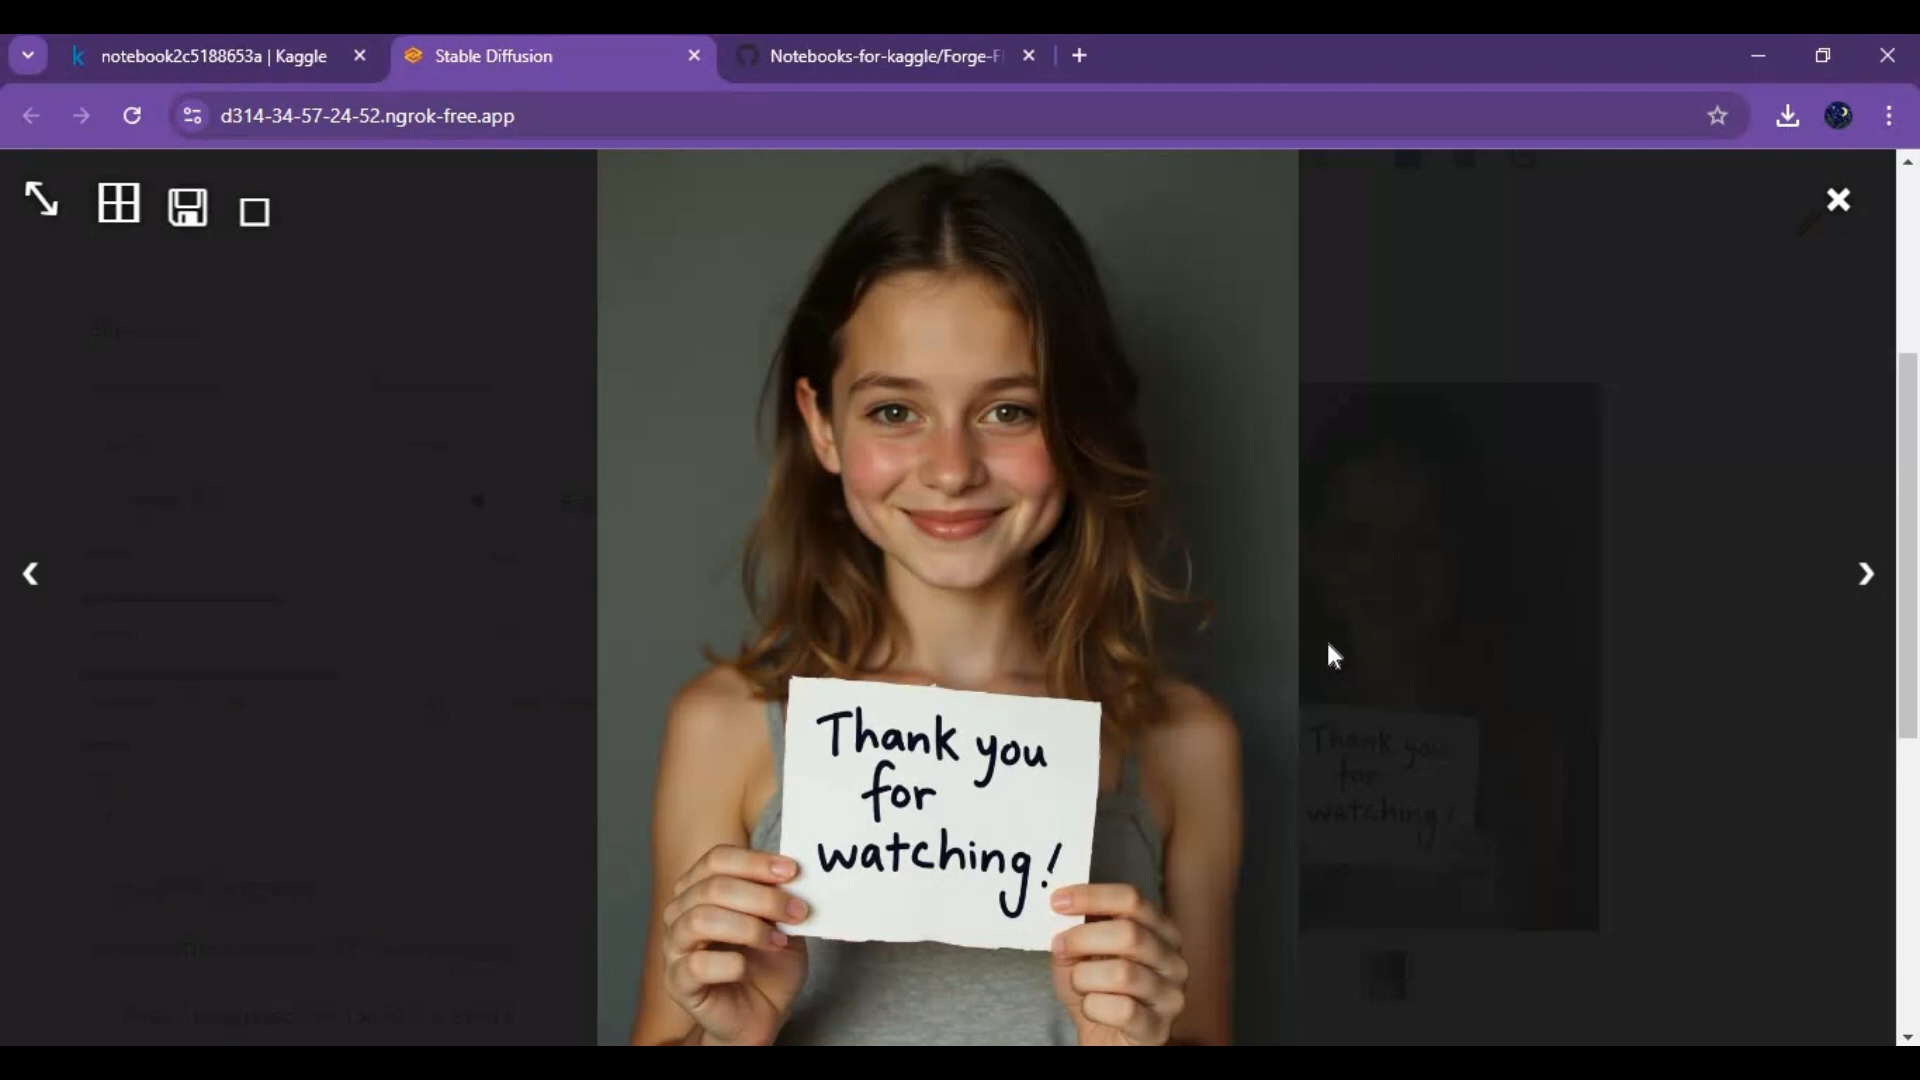 notebook2c5188653a | Kaggle
Stable Diffusion
Notebooks-for-kaggle/Forge-F
d314-34-57-24-52.ngrok-free.app
Thank you
for
watching!
Thank you
for
watching!